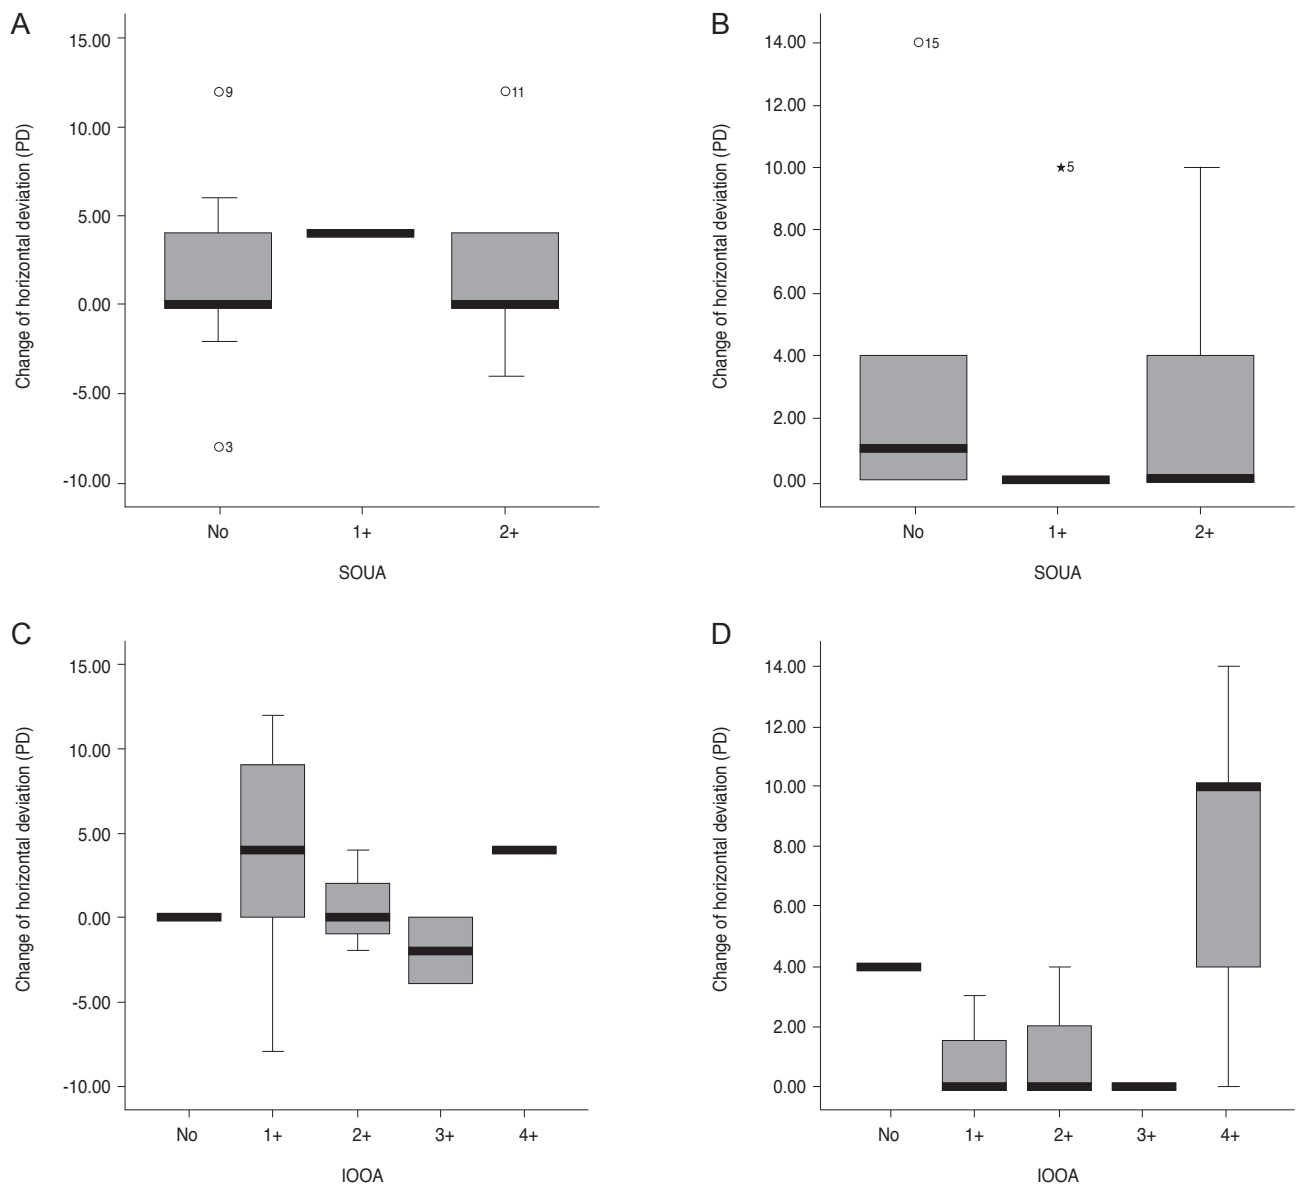 A
Change of horizontal deviation (PD)
15.00
10.00
5.00
0.00
-5.00
-10.00
9
3
11
No 1+ 2+
SOUA
B
Change of horizontal deviation (PD)
14.00
12.00
10.00
8.00
6.00
4.00
2.00
0.00
15
5
No 1+ 2+
SOUA
C
Change of horizontal deviation (PD)
15.00
10.00
5.00
0.00
-5.00
-10.00
No 1+ 2+ 3+ 4+
IOOA
D
Change of horizontal deviation (PD)
14.00
12.00
10.00
8.00
6.00
4.00
2.00
0.00
No 1+ 2+ 3+ 4+
IOOA